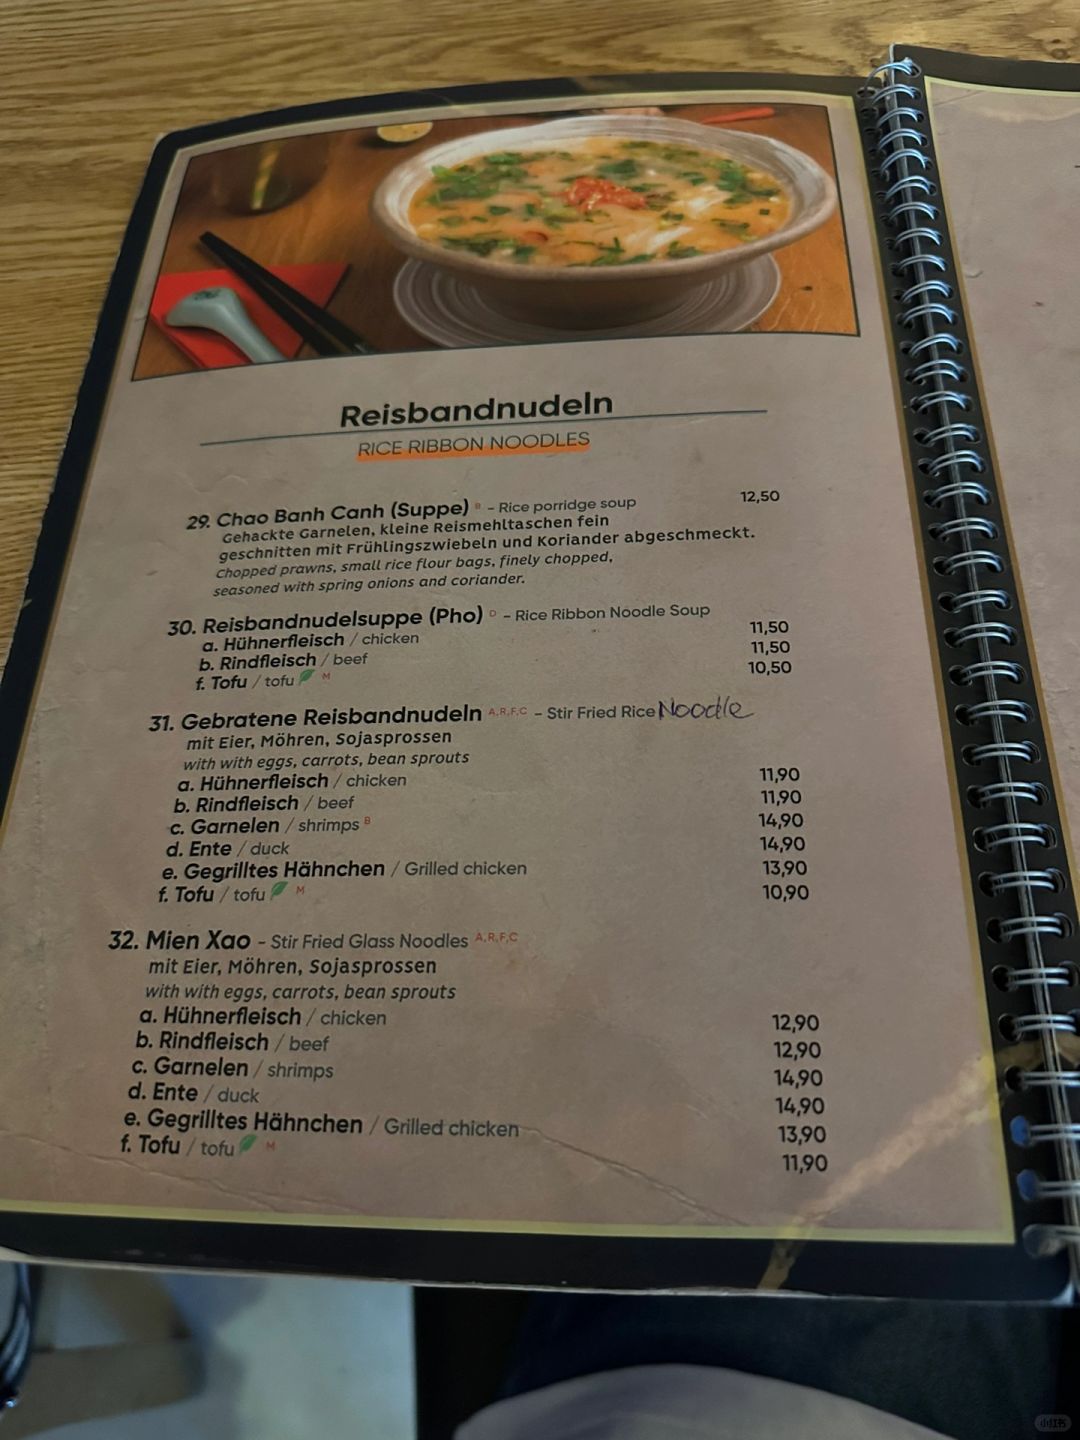 Reisbandnudeln
RICE RIBBON NOODLES
29. Chao Banh Canh (Suppe) B - Rice porridge soup 12,50
Gehackte Garnelen, kleine Reismehltaschen fein
geschnitten mit Frühlingszwiebeln und Koriander abgeschmeckt.
Chopped prawns, small rice flour bags, finely chopped,
seasoned with spring onions and coriander.
30. Reisbandnudelsuppe (Pho) D - Rice Ribbon Noodle Soup
a. Hühnerfleisch / chicken 11,50
b. Rindfleisch / beef 11,50
f. Tofu / tofu M 10,50
31. Gebratene Reisbandnudeln A,R,F,C - Stir Fried Rice Noodle
mit Eier, Möhren, Sojasprossen
with with eggs, carrots, bean sprouts
a. Hühnerfleisch / chicken 11,90
b. Rindfleisch / beef 11,90
c. Garnelen / shrimps B 14,90
d. Ente / duck 14,90
e. Gegrilltes Hähnchen / Grilled chicken 13,90
f. Tofu / tofu M 10,90
32. Mien Xao - Stir Fried Glass Noodles A,R,F,C
mit Eier, Möhren, Sojasprossen
with with eggs, carrots, bean sprouts
a. Hühnerfleisch / chicken 12,90
b. Rindfleisch / beef 12,90
c. Garnelen / shrimps 14,90
d. Ente / duck 14,90
e. Gegrilltes Hähnchen / Grilled chicken 13,90
f. Tofu / tofu M 11,90